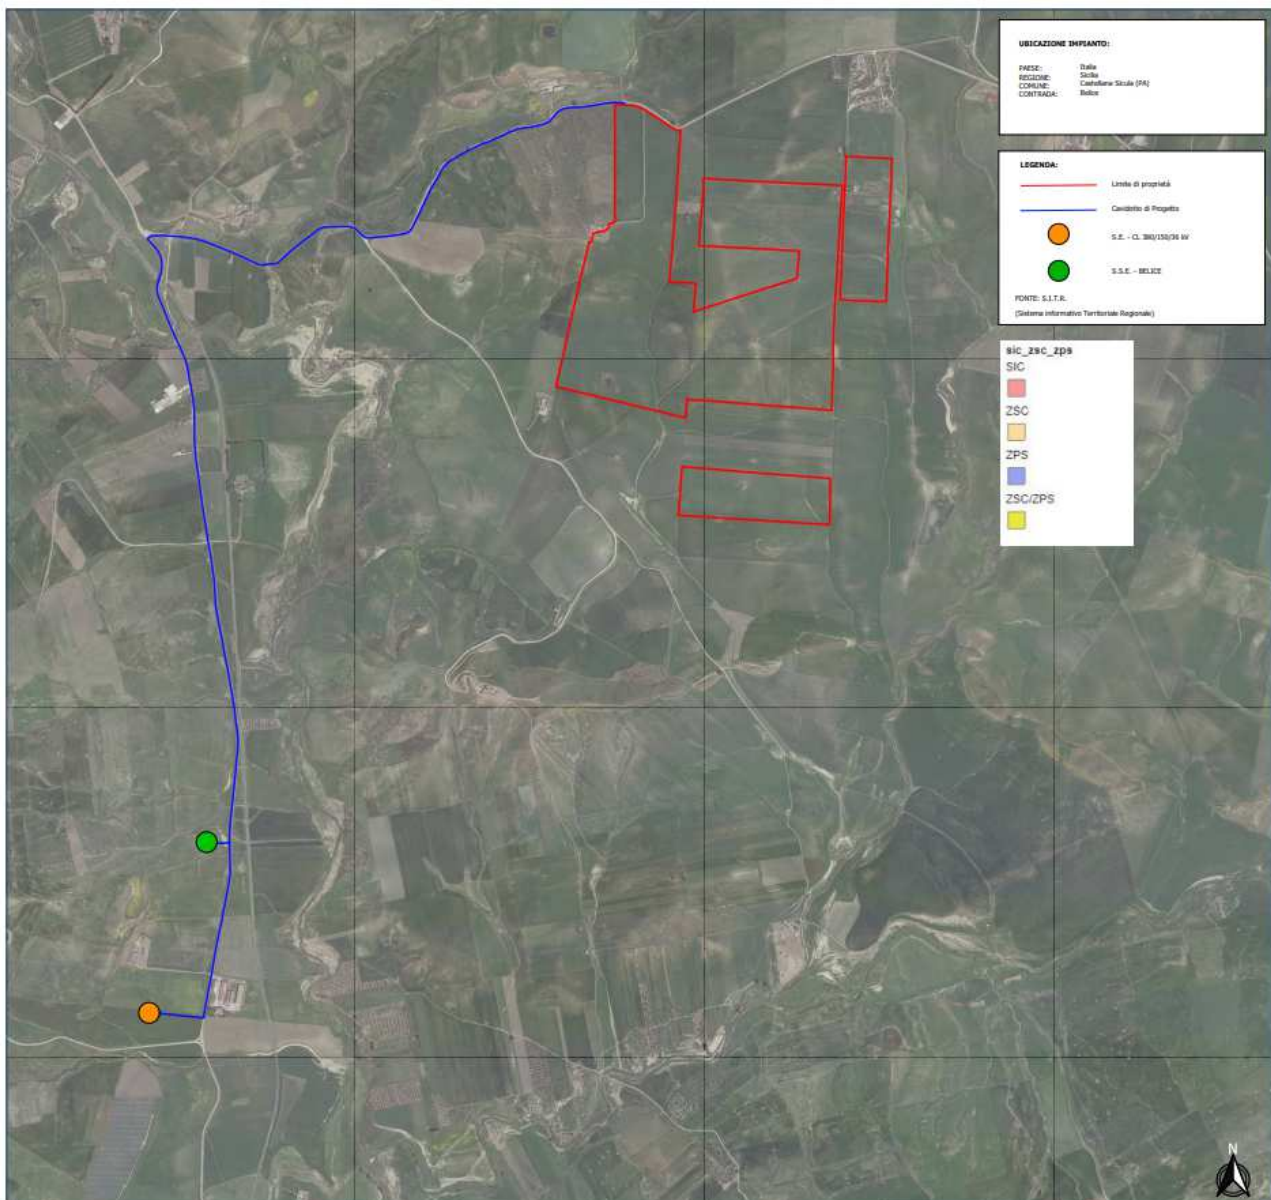 UBICAZIONE IMPIANTO:
PAESE: Italia
REGIONE: Sicilia
COMUNE: Castellana Sicula (PA)
CONTRADA: Belice
LEGENDA:
Limite di proprietà
Cavidotto di Progetto
S.E. - CL 380/150/36 kV
S.S.E. - BELICE
FONTE: S.I.T.R.
(Sistema informativo Territoriale Regionale)
sic_zsc_zps
SIC
ZSC
ZPS
ZSC/ZPS
N